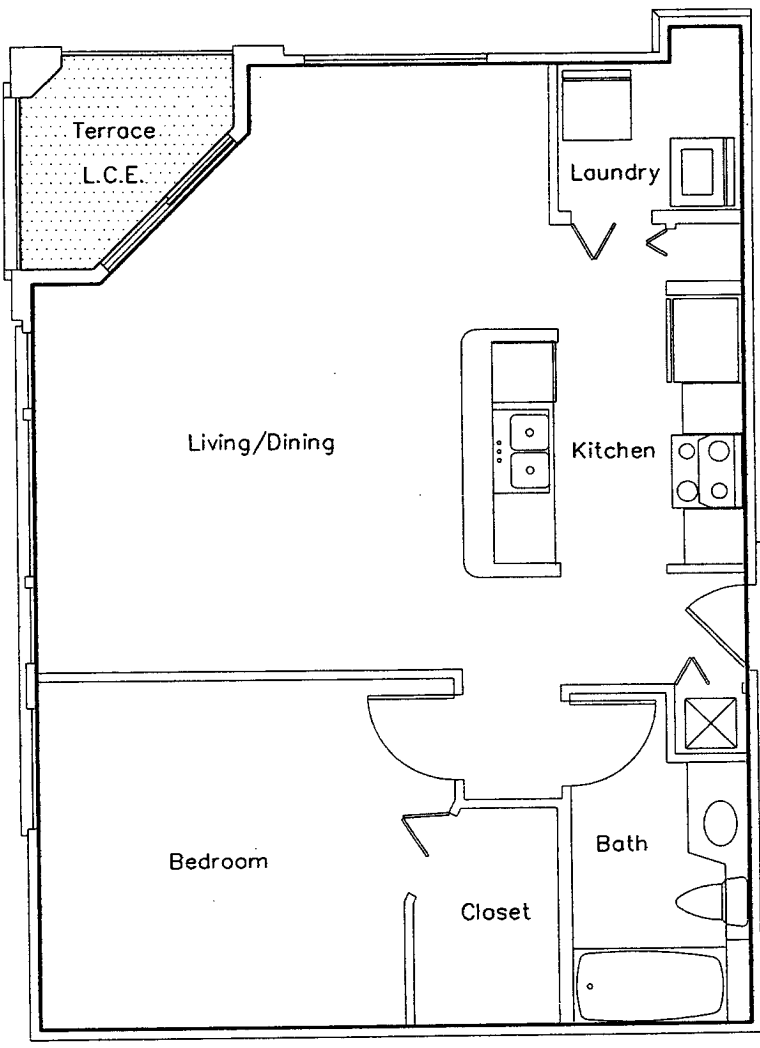 Terrace
L.C.E.
Laundry
Living/Dining
Kitchen
Bedroom
Bath
Closet